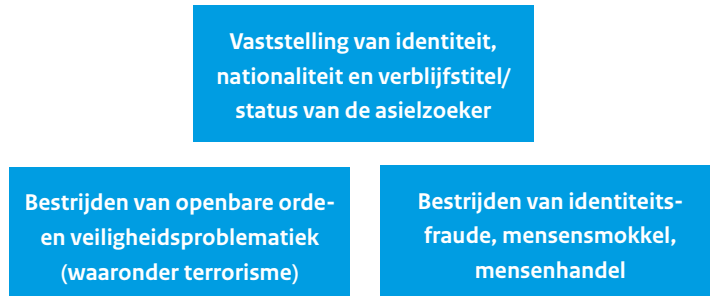 Vaststelling van identiteit,
nationaliteit en verblijfstitel/
status van de asielzoeker
Bestrijden van openbare orde-
en veiligheidsproblematiek
(waaronder terrorisme)
Bestrijden van identiteits-
fraude, mensensmokkel,
mensenhandel